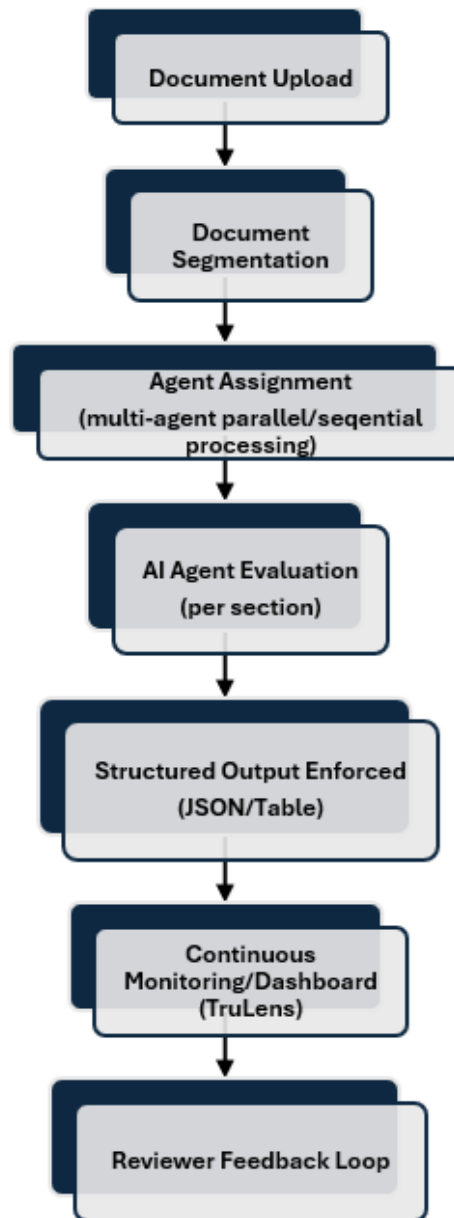 Document Upload
Document
Segmentation
Agent Assignment
(multi-agent parallel/seqential
processing)
AI Agent Evaluation
(per section)
Structured Output Enforced
(JSON/Table)
Continuous
Monitoring/Dashboard
(TruLens)
Reviewer Feedback Loop